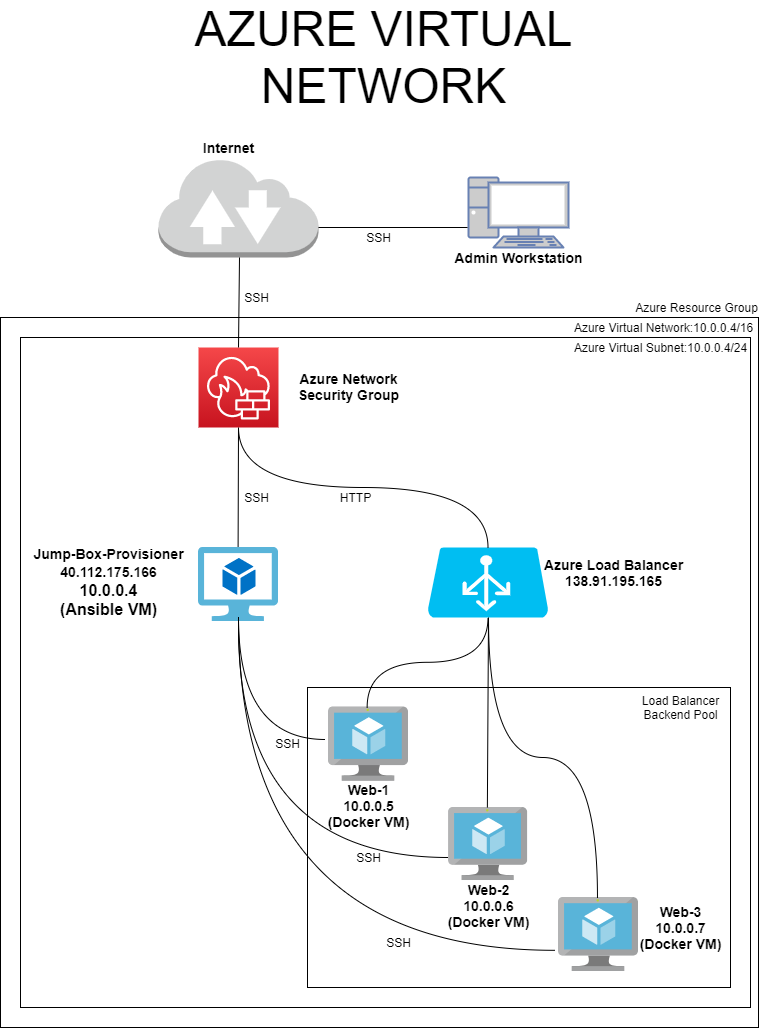 AZURE VIRTUAL
NETWORK
Internet
SSH
Admin Workstation
SSH
Azure Resource Group
Azure Virtual Network:10.0.0.4/16
Azure Virtual Subnet:10.0.0.4/24
Azure Network
Security Group
SSH
HTTP
Jump-Box-Provisioner
40.112.175.166
10.0.0.4
(Ansible VM)
Azure Load Balancer
138.91.195.165
Load Balancer
Backend Pool
SSH
Web-1
10.0.0.5
(Docker VM)
SSH
Web-2
10.0.0.6
(Docker VM)
Web-3
10.0.0.7
(Docker VM)
SSH